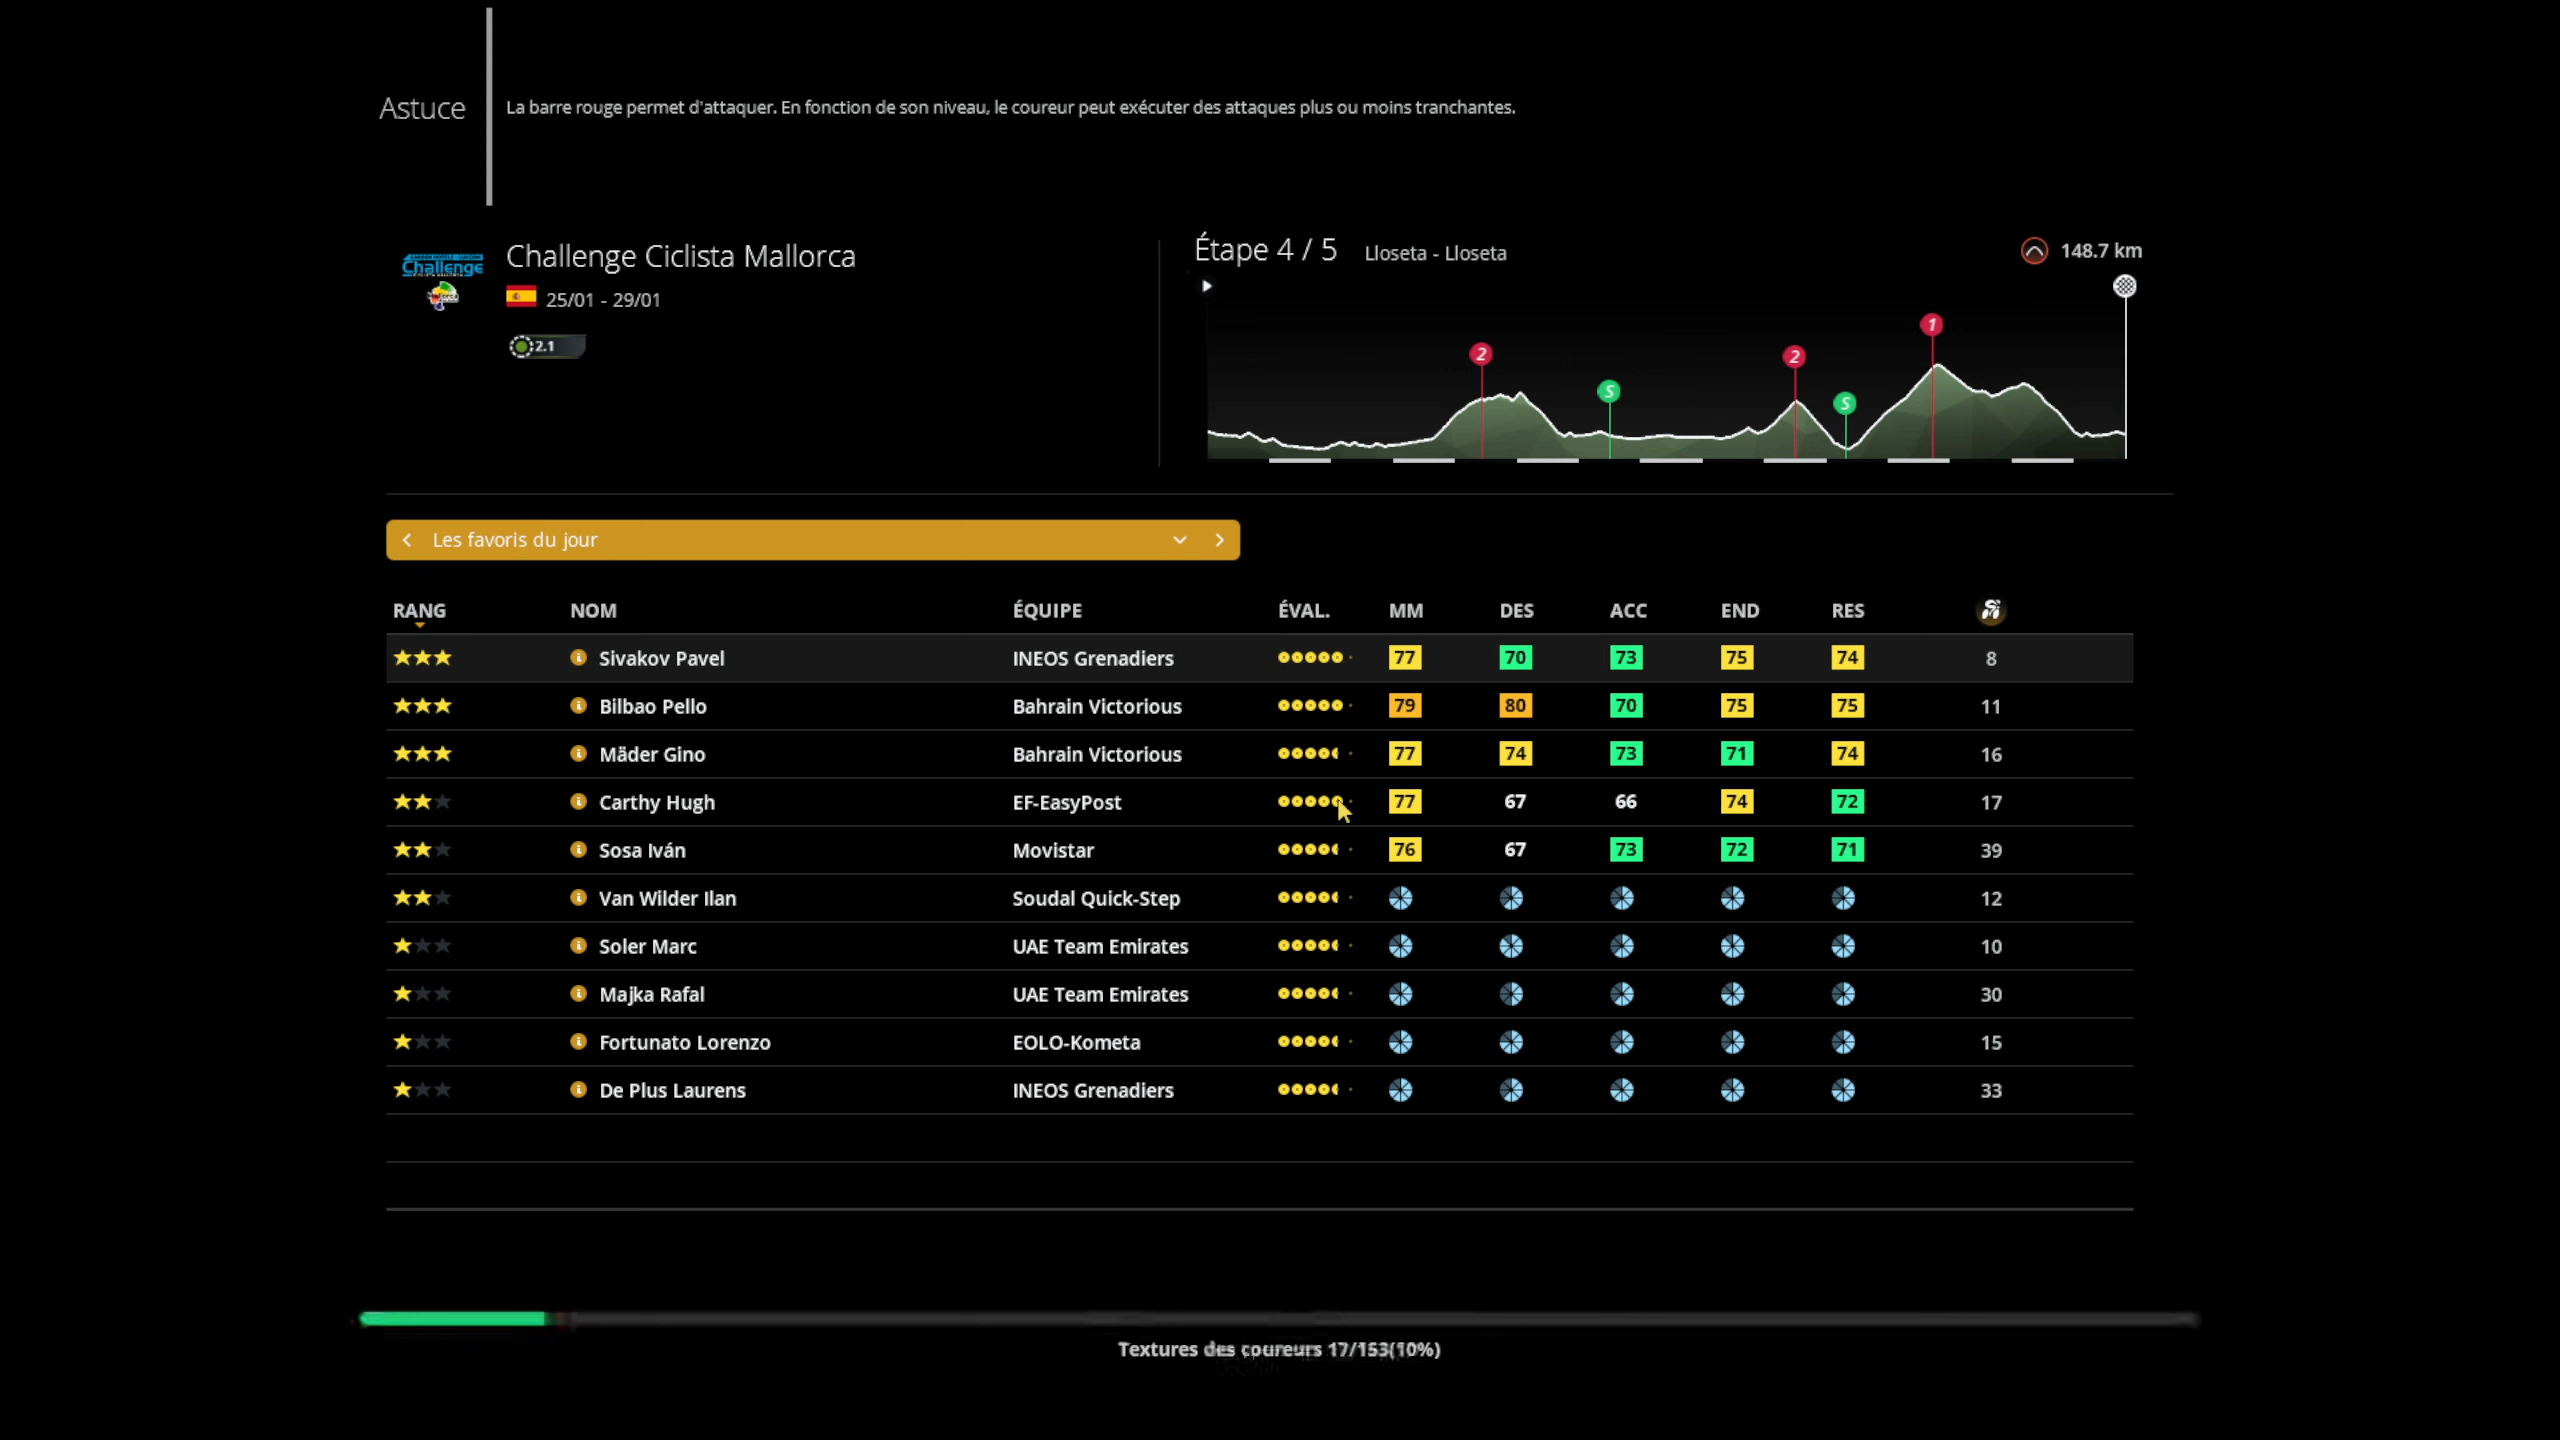 Astuce
La barre rouge permet d'attaquer. En fonction de son niveau, le coureur peut exécuter des attaques plus ou moins tranchantes.
Challenge
Challenge Ciclista Mallorca
25/01 - 29/01
2.1
Étape 4 / 5 Lloseta - Lloseta 148.7 km
1
2 2
S S
Les favoris du jour
RANG NOM ÉQUIPE ÉVAL. MM DES ACC END RES
Sivakov Pavel INEOS Grenadiers 77 70 73 75 74 8
Bilbao Pello Bahrain Victorious 79 80 70 75 75 11
Mäder Gino Bahrain Victorious 77 74 73 71 74 16
Carthy Hugh EF-EasyPost 77 67 66 74 72 17
Sosa Iván Movistar 76 67 73 72 71 39
Van Wilder Ilan Soudal Quick-Step 12
Soler Marc UAE Team Emirates 10
Majka Rafal UAE Team Emirates 30
Fortunato Lorenzo EOLO-Kometa 15
De Plus Laurens INEOS Grenadiers 33
Textures des coureurs 17/153(10%)